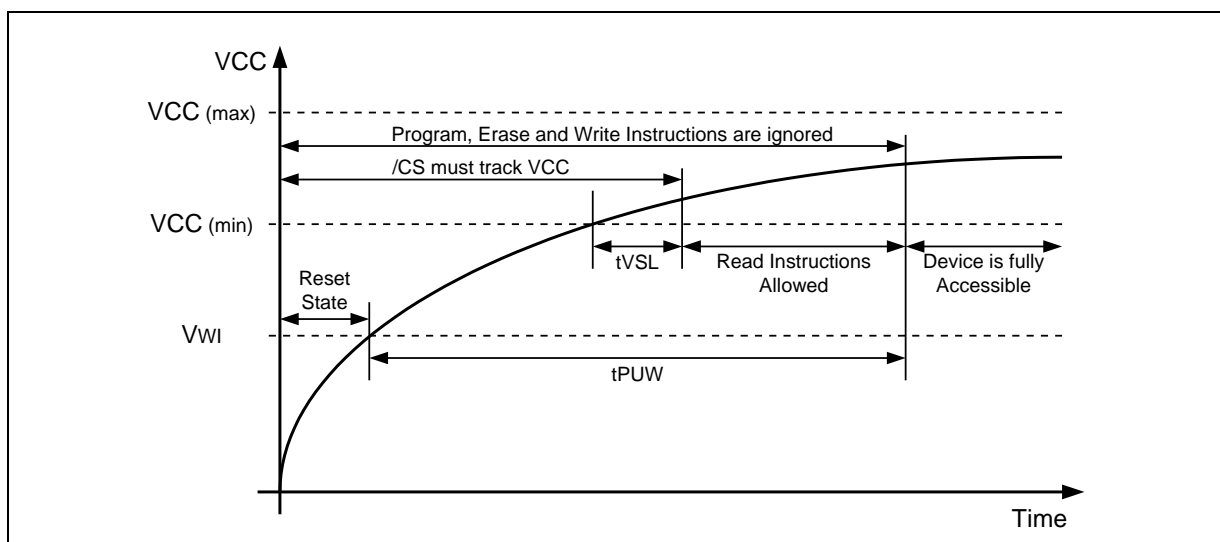 VCC
VCC (max)
Program, Erase and Write Instructions are ignored
/CS must track VCC
VCC (min)
tVSL
Read Instructions
Allowed
Device is fully
Accessible
Reset
State
VWI
tPUW
Time